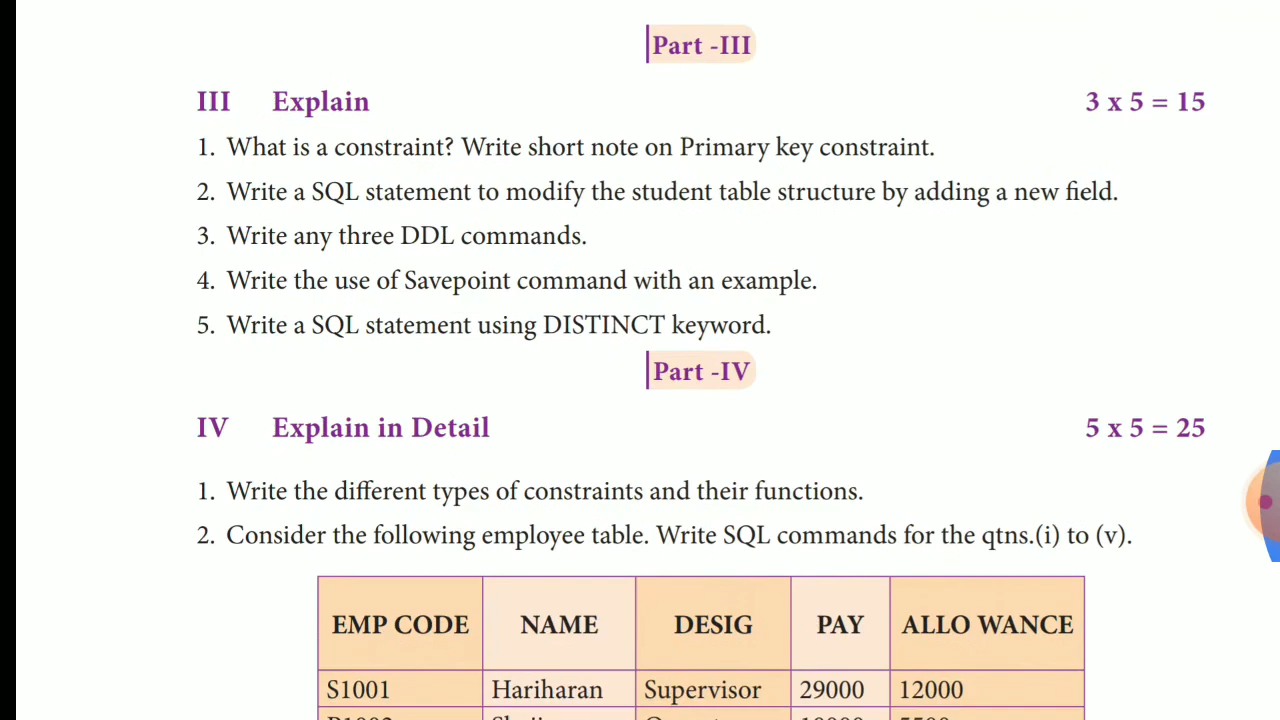 Part -III
III Explain 3 x 5 = 15
1. What is a constraint? Write short note on Primary key constraint.
2. Write a SQL statement to modify the student table structure by adding a new field.
3. Write any three DDL commands.
4. Write the use of Savepoint command with an example.
5. Write a SQL statement using DISTINCT keyword.
Part -IV
IV Explain in Detail 5 x 5 = 25
1. Write the different types of constraints and their functions.
2. Consider the following employee table. Write SQL commands for the qtns.(i) to (v).
EMP CODE NAME DESIG PAY ALLO WANCE
S1001 Hariharan Supervisor 29000 12000